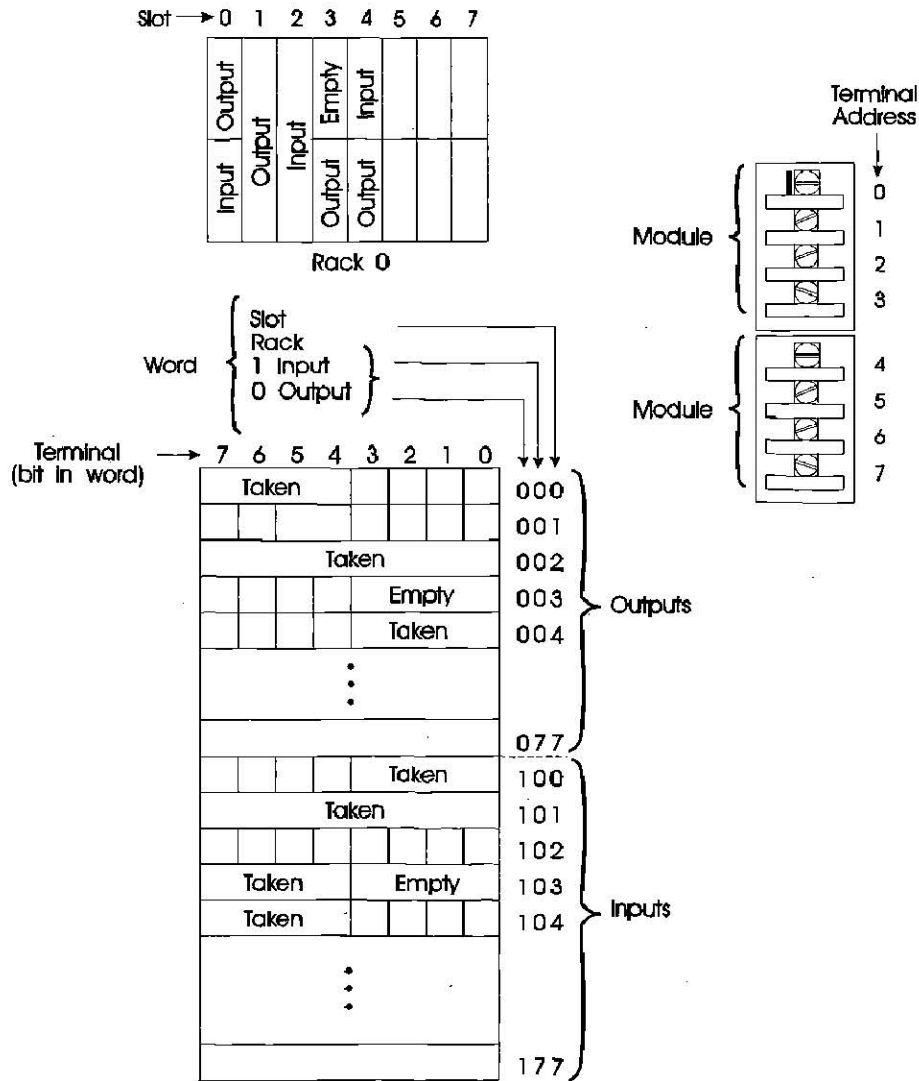 Slot → 0 1 2 3 4 5 6 7
Input Output
Output
Input
Output Empty
Output Input
Rack 0
Terminal
Address
Module
0
1
2
3
Module
4
5
6
7
Word
Slot
Rack
1 Input
0 Output
Terminal
(bit in word)
7 6 5 4 3 2 1 0
Taken 000
001
Taken 002
Empty 003
Taken 004
077
Outputs
Taken 100
Taken 101
102
Taken Empty 103
Taken 104
177
Inputs